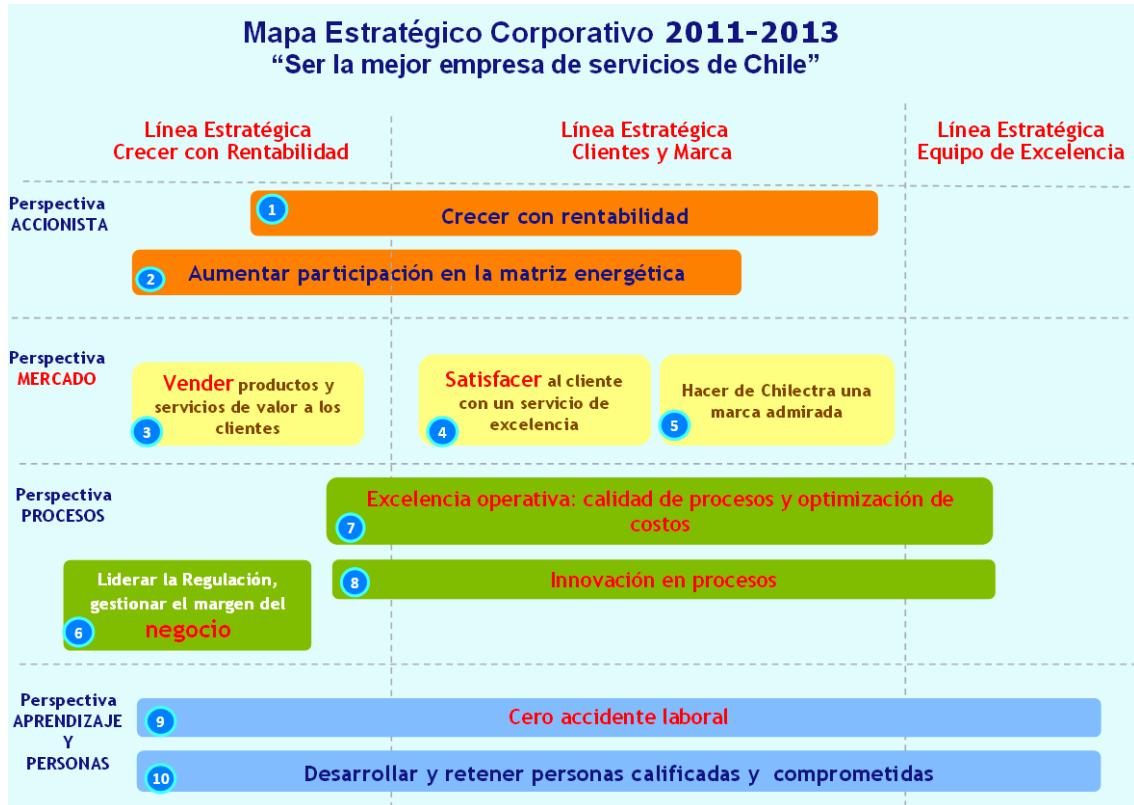 Mapa Estratégico Corporativo 2011-2013
“Ser la mejor empresa de servicios de Chile”
Línea Estratégica
Crecer con Rentabilidad
Línea Estratégica
Clientes y Marca
Línea Estratégica
Equipo de Excelencia
Perspectiva
ACCIONISTA
1
Crecer con rentabilidad
2
Aumentar participación en la matriz energética
Perspectiva
MERCADO
Vender productos y
servicios de valor a los
clientes
3
Satisfacer al cliente
con un servicio de
excelencia
4
Hacer de Chilectra una
marca admirada
5
Perspectiva
PROCESOS
Excelencia operativa: calidad de procesos y optimización de
costos
7
Liderar la Regulación,
gestionar el margen del
negocio
6
8
Innovación en procesos
Perspectiva
APRENDIZAJE
Y
PERSONAS
9
Cero accidente laboral
10
Desarrollar y retener personas calificadas y comprometidas